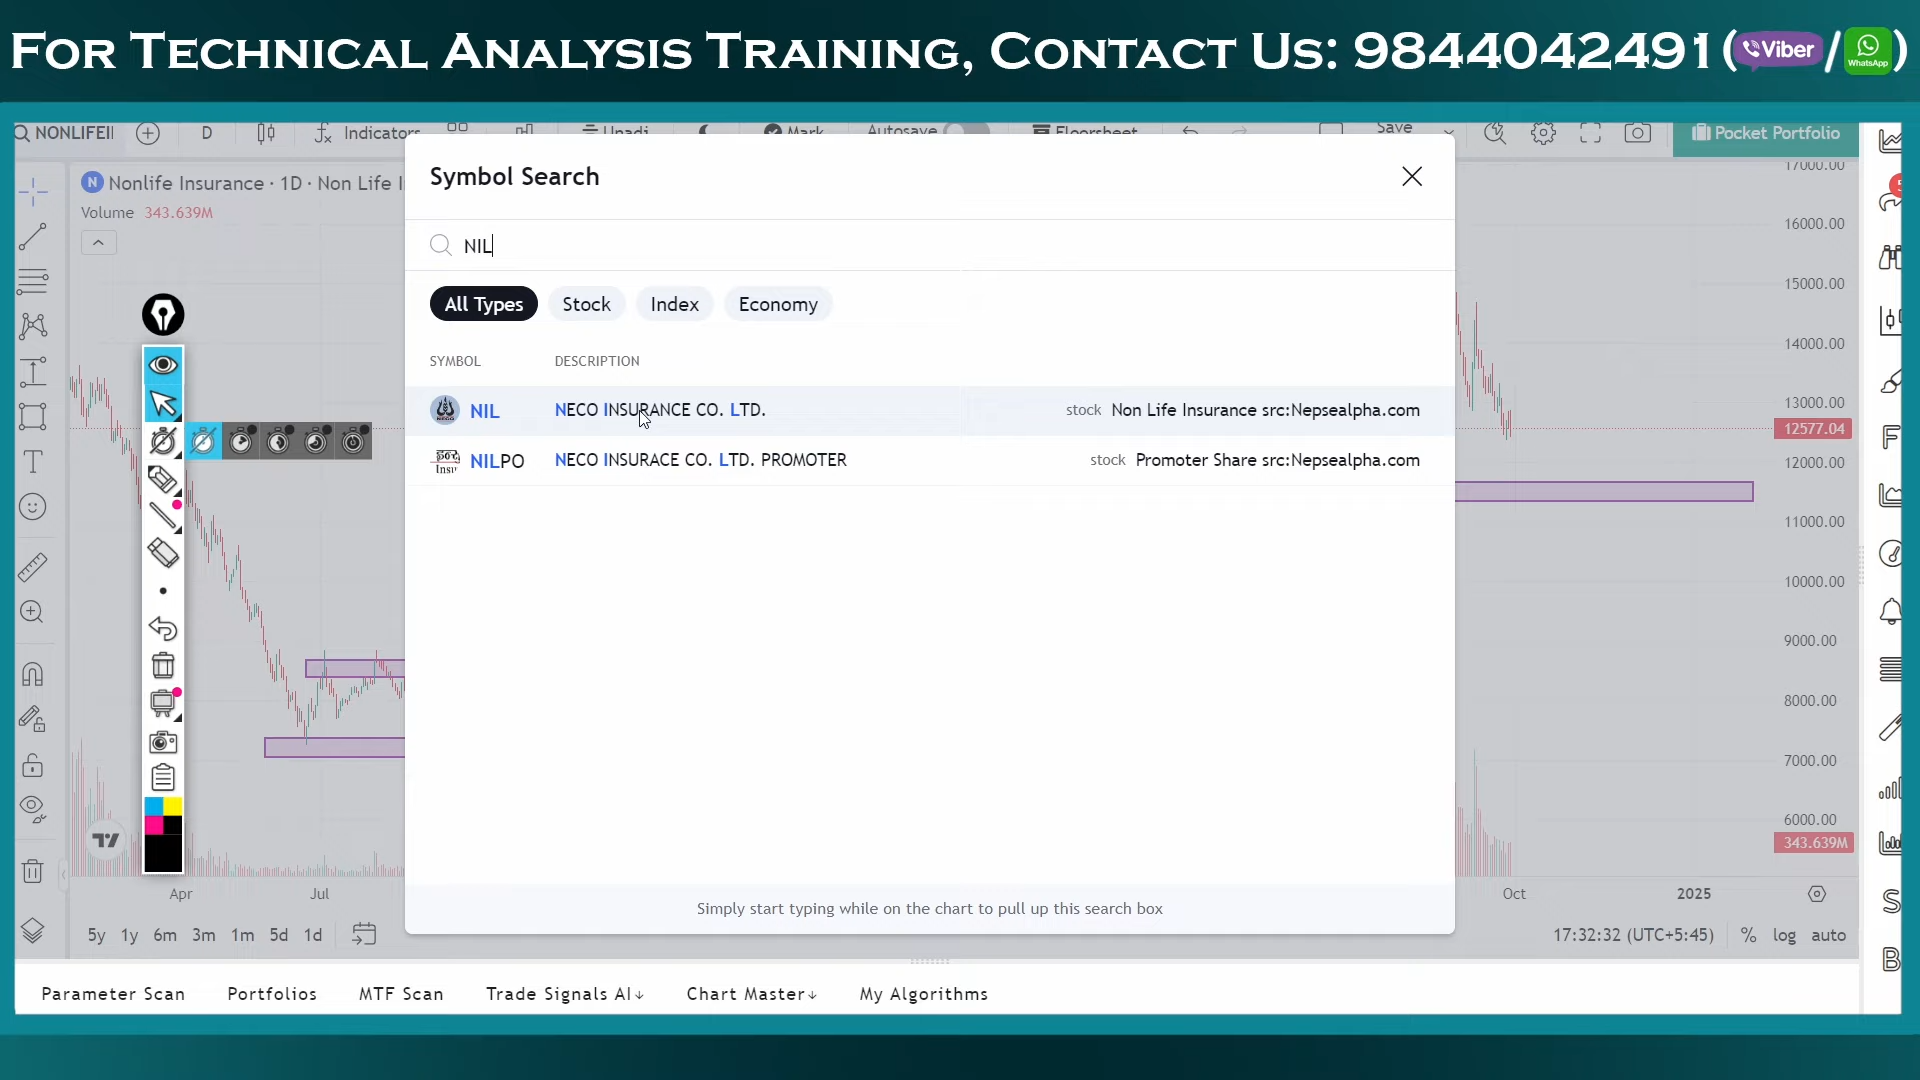 FOR TECHNICAL ANALYSIS TRAINING, CONTACT US: 9844042491 (Viber / WhatsApp)
NONLIFEI D Indicators Mark Autosave Floorsheet Save Pocket Portfolio
Nonlife Insurance · 1D · Non Life I
Volume 343.639M
Symbol Search
NIL
All Types Stock Index Economy
SYMBOL DESCRIPTION
NIL NECO INSURANCE CO. LTD. stock Non Life Insurance src:Nepsealpha.com
NILPO NECO INSURACE CO. LTD. PROMOTER stock Promoter Share src:Nepsealpha.com
Simply start typing while on the chart to pull up this search box
17000.00
16000.00
15000.00
14000.00
13000.00
12577.04
12000.00
11000.00
10000.00
9000.00
8000.00
7000.00
6000.00
343.639M
F
S
B
Apr Jul Oct 2025
5y 1y 6m 3m 1m 5d 1d 17:32:32 (UTC+5:45) % log auto
Parameter Scan Portfolios MTF Scan Trade Signals AI↓ Chart Master↓ My Algorithms